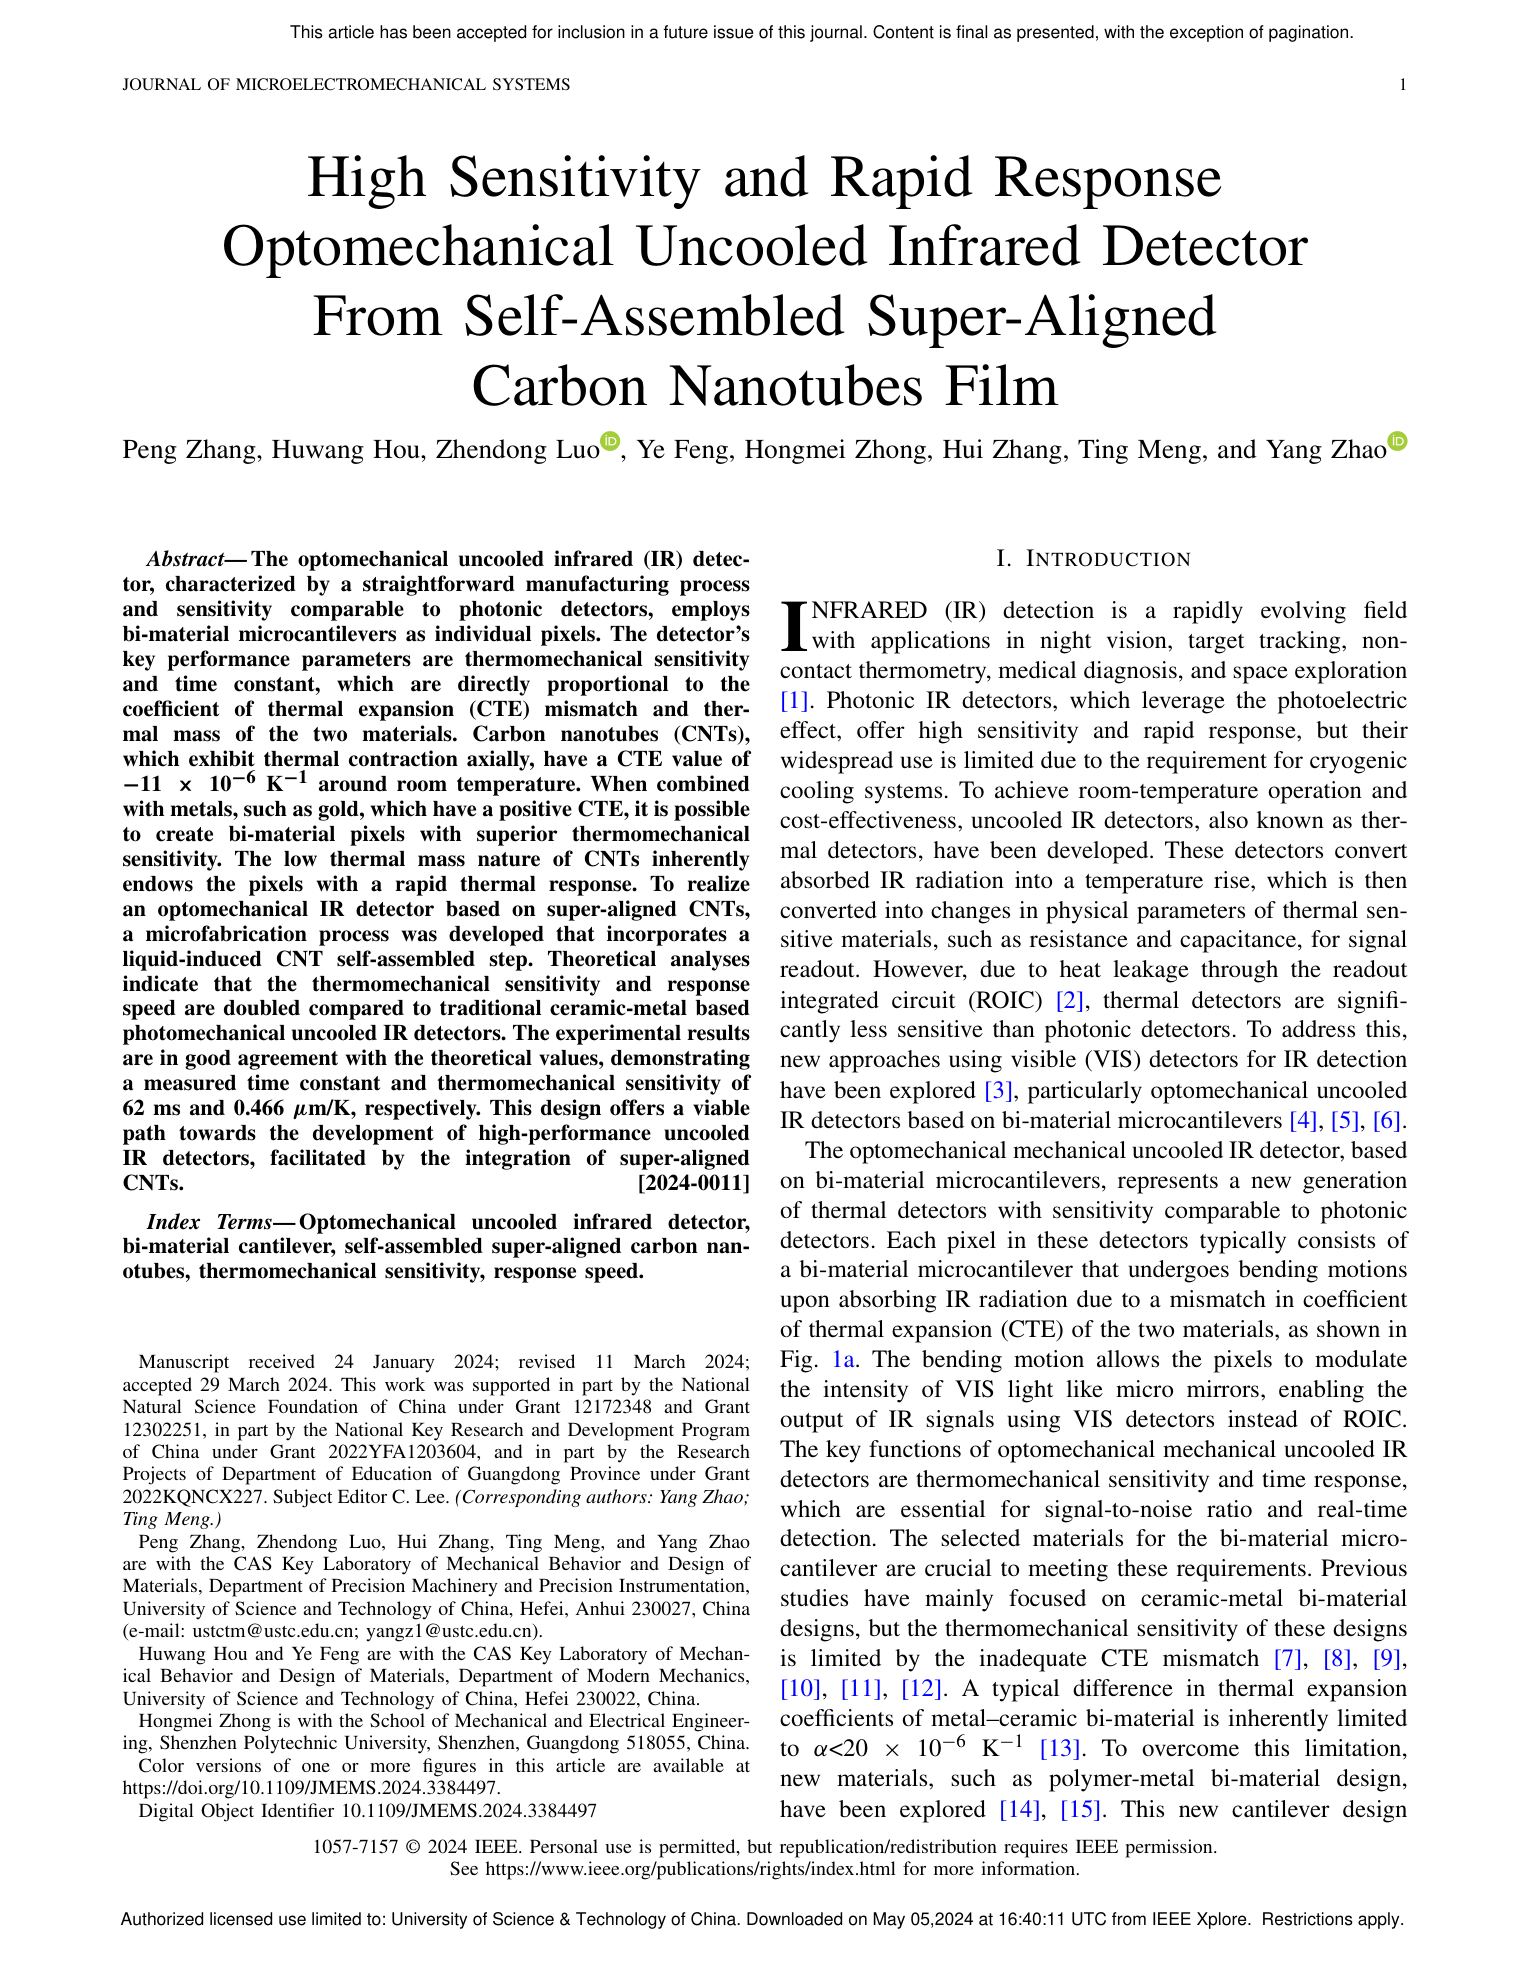 This article has been accepted for inclusion in a future issue of this journal. Content is final as presented, with the exception of pagination.
JOURNAL OF MICROELECTROMECHANICAL SYSTEMS 1
High Sensitivity and Rapid Response
Optomechanical Uncooled Infrared Detector
From Self-Assembled Super-Aligned
Carbon Nanotubes Film
Peng Zhang, Huwang Hou, Zhendong Luo, Ye Feng, Hongmei Zhong, Hui Zhang, Ting Meng, and Yang Zhao
Abstract—The optomechanical uncooled infrared (IR) detec-
tor, characterized by a straightforward manufacturing process
and sensitivity comparable to photonic detectors, employs
bi-material microcantilevers as individual pixels. The detector's
key performance parameters are thermomechanical sensitivity
and time constant, which are directly proportional to the
coefficient of thermal expansion (CTE) mismatch and ther-
mal mass of the two materials. Carbon nanotubes (CNTs),
which exhibit thermal contraction axially, have a CTE value of
−11 × 10⁻⁶ K⁻¹ around room temperature. When combined
with metals, such as gold, which have a positive CTE, it is possible
to create bi-material pixels with superior thermomechanical
sensitivity. The low thermal mass nature of CNTs inherently
endows the pixels with a rapid thermal response. To realize
an optomechanical IR detector based on super-aligned CNTs,
a microfabrication process was developed that incorporates a
liquid-induced CNT self-assembled step. Theoretical analyses
indicate that the thermomechanical sensitivity and response
speed are doubled compared to traditional ceramic-metal based
photomechanical uncooled IR detectors. The experimental results
are in good agreement with the theoretical values, demonstrating
a measured time constant and thermomechanical sensitivity of
62 ms and 0.466 μm/K, respectively. This design offers a viable
path towards the development of high-performance uncooled
IR detectors, facilitated by the integration of super-aligned
CNTs. [2024-0011]
Index Terms—Optomechanical uncooled infrared detector,
bi-material cantilever, self-assembled super-aligned carbon nan-
otubes, thermomechanical sensitivity, response speed.
Manuscript received 24 January 2024; revised 11 March 2024;
accepted 29 March 2024. This work was supported in part by the National
Natural Science Foundation of China under Grant 12172348 and Grant
12302251, in part by the National Key Research and Development Program
of China under Grant 2022YFA1203604, and in part by the Research
Projects of Department of Education of Guangdong Province under Grant
2022KQNCX227. Subject Editor C. Lee. (Corresponding authors: Yang Zhao;
Ting Meng.)
Peng Zhang, Zhendong Luo, Hui Zhang, Ting Meng, and Yang Zhao
are with the CAS Key Laboratory of Mechanical Behavior and Design of
Materials, Department of Precision Machinery and Precision Instrumentation,
University of Science and Technology of China, Hefei, Anhui 230027, China
(e-mail: ustctm@ustc.edu.cn; yangz1@ustc.edu.cn).
Huwang Hou and Ye Feng are with the CAS Key Laboratory of Mechan-
ical Behavior and Design of Materials, Department of Modern Mechanics,
University of Science and Technology of China, Hefei 230022, China.
Hongmei Zhong is with the School of Mechanical and Electrical Engineer-
ing, Shenzhen Polytechnic University, Shenzhen, Guangdong 518055, China.
Color versions of one or more figures in this article are available at
https://doi.org/10.1109/JMEMS.2024.3384497.
Digital Object Identifier 10.1109/JMEMS.2024.3384497
I. INTRODUCTION
INFRARED (IR) detection is a rapidly evolving field
with applications in night vision, target tracking, non-
contact thermometry, medical diagnosis, and space exploration
[1]. Photonic IR detectors, which leverage the photoelectric
effect, offer high sensitivity and rapid response, but their
widespread use is limited due to the requirement for cryogenic
cooling systems. To achieve room-temperature operation and
cost-effectiveness, uncooled IR detectors, also known as ther-
mal detectors, have been developed. These detectors convert
absorbed IR radiation into a temperature rise, which is then
converted into changes in physical parameters of thermal sen-
sitive materials, such as resistance and capacitance, for signal
readout. However, due to heat leakage through the readout
integrated circuit (ROIC) [2], thermal detectors are signifi-
cantly less sensitive than photonic detectors. To address this,
new approaches using visible (VIS) detectors for IR detection
have been explored [3], particularly optomechanical uncooled
IR detectors based on bi-material microcantilevers [4], [5], [6].
The optomechanical mechanical uncooled IR detector, based
on bi-material microcantilevers, represents a new generation
of thermal detectors with sensitivity comparable to photonic
detectors. Each pixel in these detectors typically consists of
a bi-material microcantilever that undergoes bending motions
upon absorbing IR radiation due to a mismatch in coefficient
of thermal expansion (CTE) of the two materials, as shown in
Fig. 1a. The bending motion allows the pixels to modulate
the intensity of VIS light like micro mirrors, enabling the
output of IR signals using VIS detectors instead of ROIC.
The key functions of optomechanical mechanical uncooled IR
detectors are thermomechanical sensitivity and time response,
which are essential for signal-to-noise ratio and real-time
detection. The selected materials for the bi-material micro-
cantilever are crucial to meeting these requirements. Previous
studies have mainly focused on ceramic-metal bi-material
designs, but the thermomechanical sensitivity of these designs
is limited by the inadequate CTE mismatch [7], [8], [9],
[10], [11], [12]. A typical difference in thermal expansion
coefficients of metal–ceramic bi-material is inherently limited
to α<20 × 10⁻⁶ K⁻¹ [13]. To overcome this limitation,
new materials, such as polymer-metal bi-material design,
have been explored [14], [15]. This new cantilever design
1057-7157 © 2024 IEEE. Personal use is permitted, but republication/redistribution requires IEEE permission.
See https://www.ieee.org/publications/rights/index.html for more information.
Authorized licensed use limited to: University of Science & Technology of China. Downloaded on May 05,2024 at 16:40:11 UTC from IEEE Xplore. Restrictions apply.